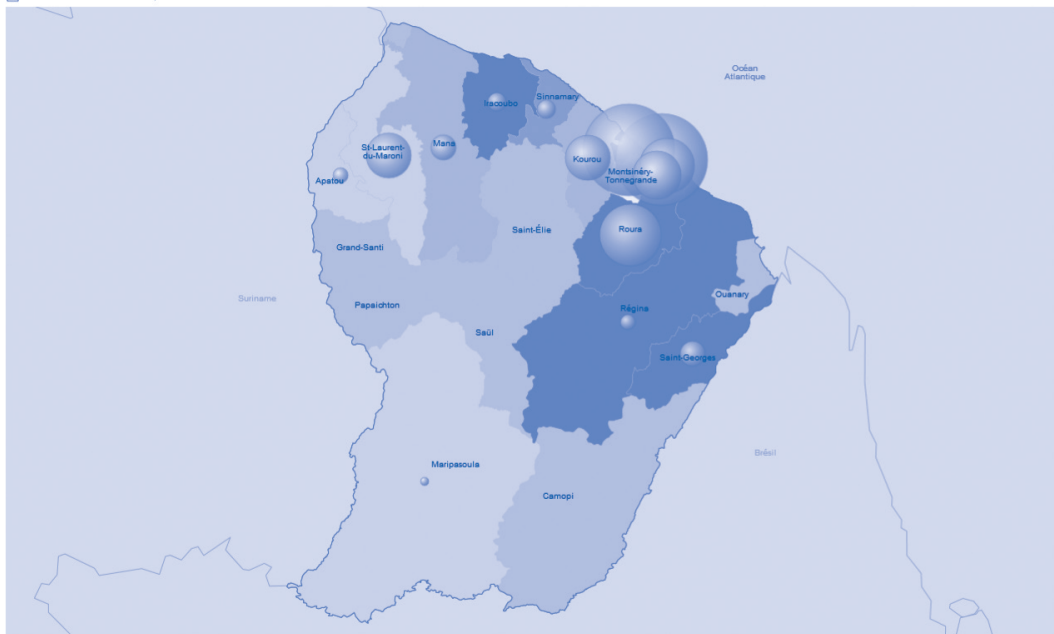 Océan
Atlantique
Iracoubo
Sinnamary
St-Laurent-
du-Maroni
Mana
Kourou
Apatou
Montsinéry-
Tonnegrande
Saint-Élie
Roura
Grand-Santi
Suriname
Papaichton
Ouanary
Régina
Saül
Saint-Georges
Brésil
Maripasoula
Camopi